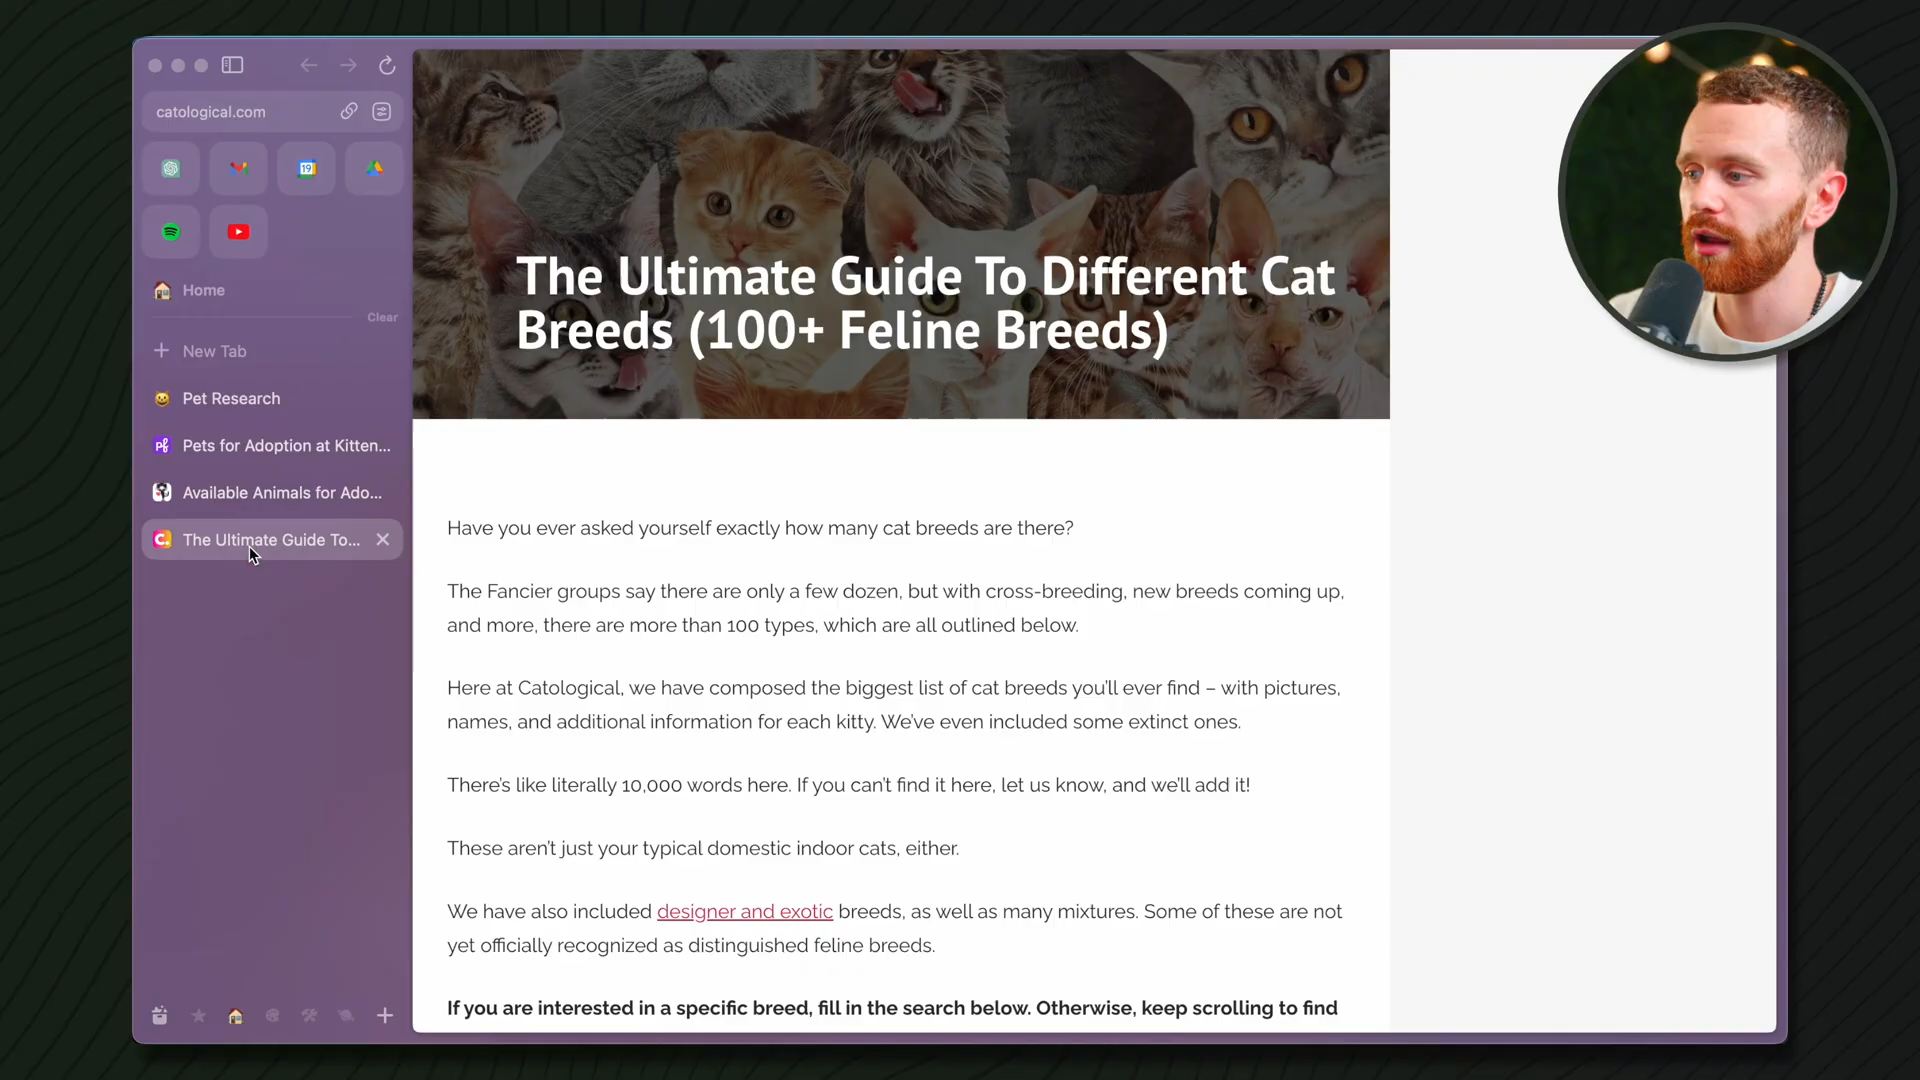 catological.com
19
Home
Clear
New Tab
Pet Research
Pets for Adoption at Kitten...
Available Animals for Ado...
The Ultimate Guide To...
The Ultimate Guide To Different Cat
Breeds (100+ Feline Breeds)
Have you ever asked yourself exactly how many cat breeds are there?
The Fancier groups say there are only a few dozen, but with cross-breeding, new breeds coming up,
and more, there are more than 100 types, which are all outlined below.
Here at Catological, we have composed the biggest list of cat breeds you'll ever find – with pictures,
names, and additional information for each kitty. We've even included some extinct ones.
There's like literally 10,000 words here. If you can't find it here, let us know, and we'll add it!
These aren't just your typical domestic indoor cats, either.
We have also included designer and exotic breeds, as well as many mixtures. Some of these are not
yet officially recognized as distinguished feline breeds.
If you are interested in a specific breed, fill in the search below. Otherwise, keep scrolling to find